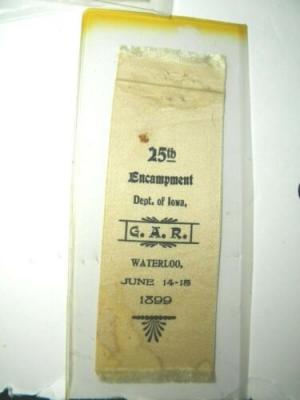 25th
Encampment
Dept. of Iowa,
G. A. R.
WATERLOO,
JUNE 14-15
1899